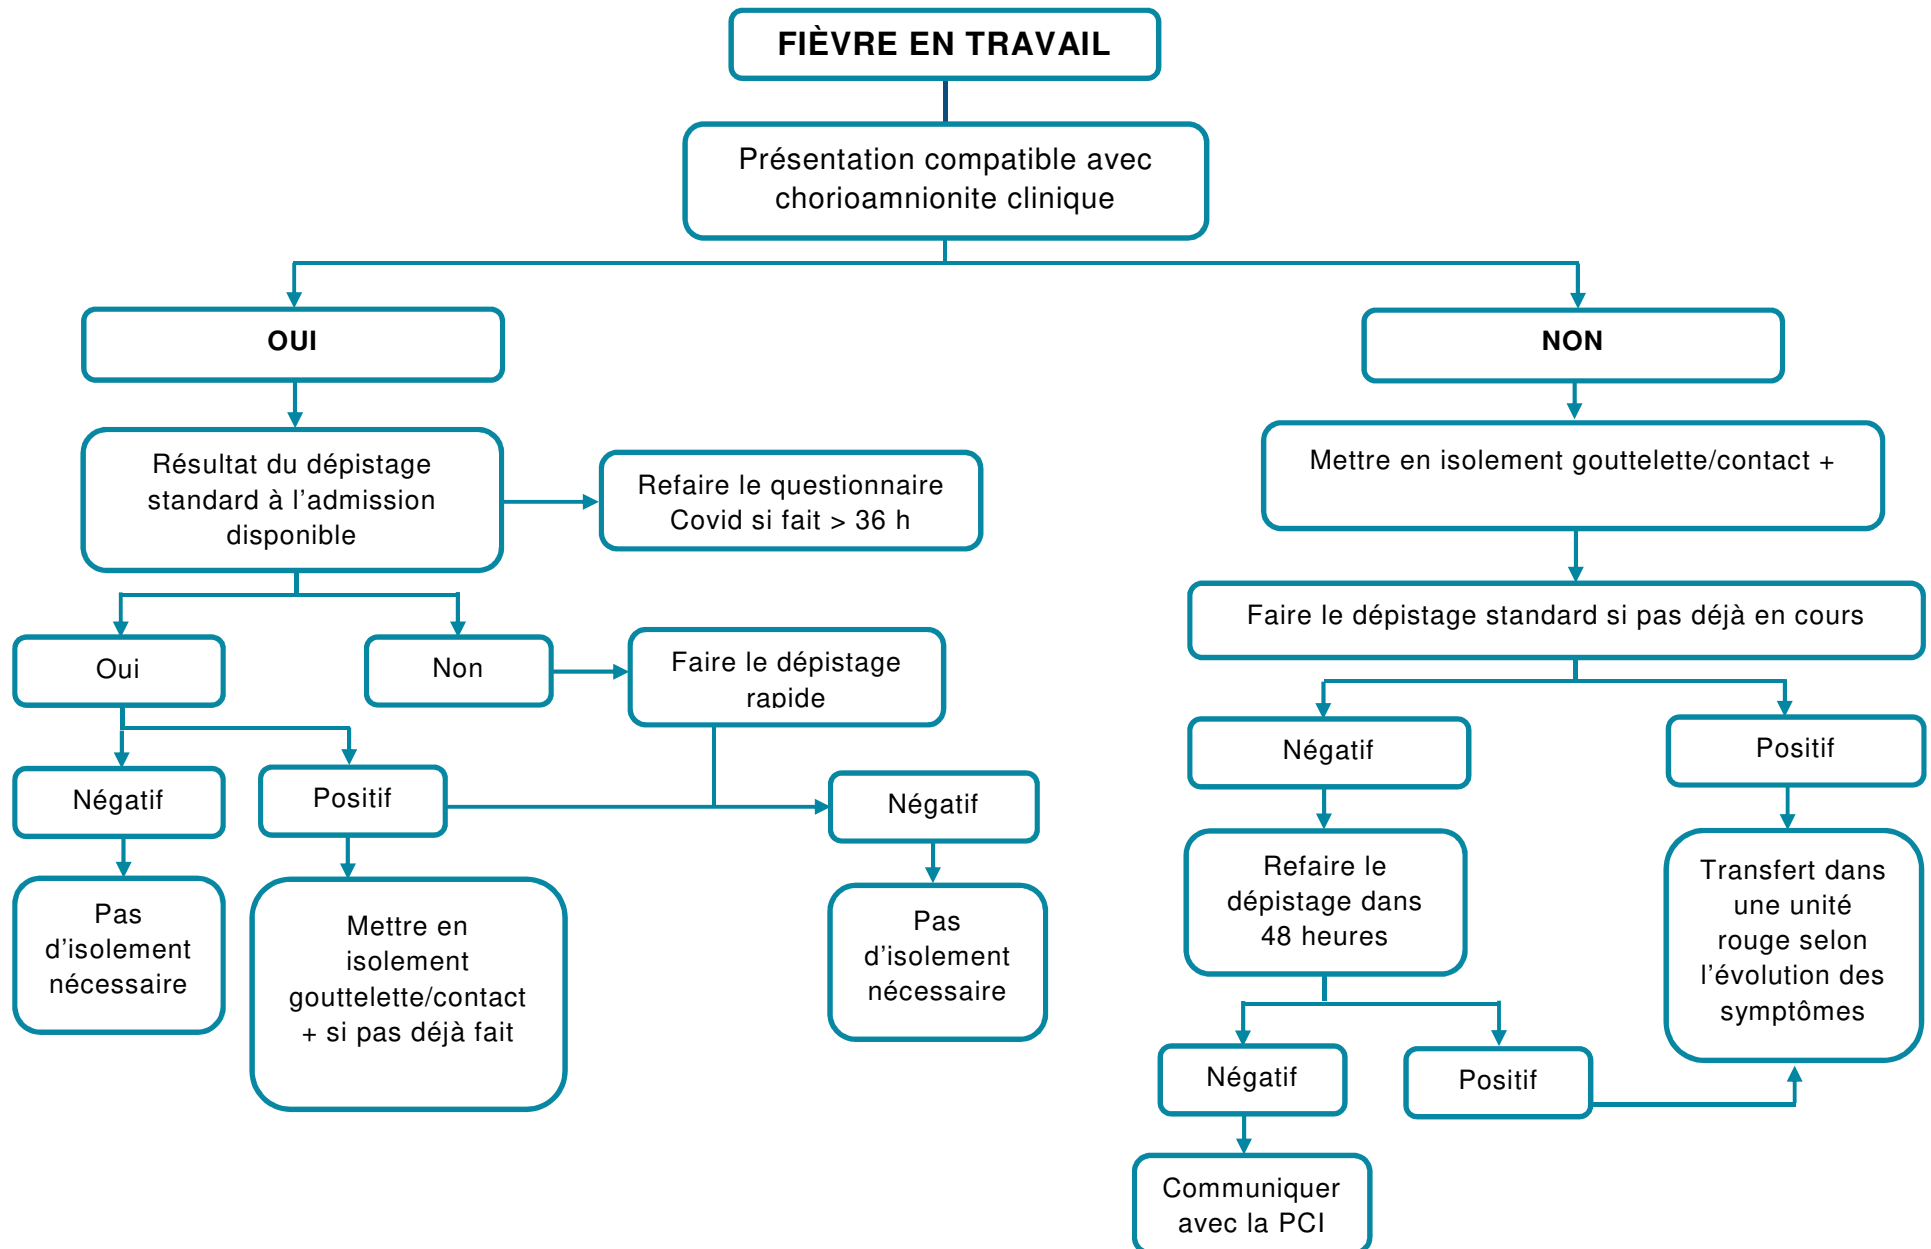 FIÈVRE EN TRAVAIL
Présentation compatible avec
chorioamnionite clinique
OUI
NON
Résultat du dépistage
standard à l'admission
disponible
Refaire le questionnaire
Covid si fait > 36 h
Mettre en isolement gouttelette/contact +
Faire le dépistage standard si pas déjà en cours
Oui
Non
Faire le dépistage
rapide
Négatif
Positif
Négatif
Négatif
Positif
Pas
d'isolement
nécessaire
Mettre en
isolement
gouttelette/contact
+ si pas déjà fait
Pas
d'isolement
nécessaire
Refaire le
dépistage dans
48 heures
Transfert dans
une unité
rouge selon
l'évolution des
symptômes
Négatif
Positif
Communiquer
avec la PCI